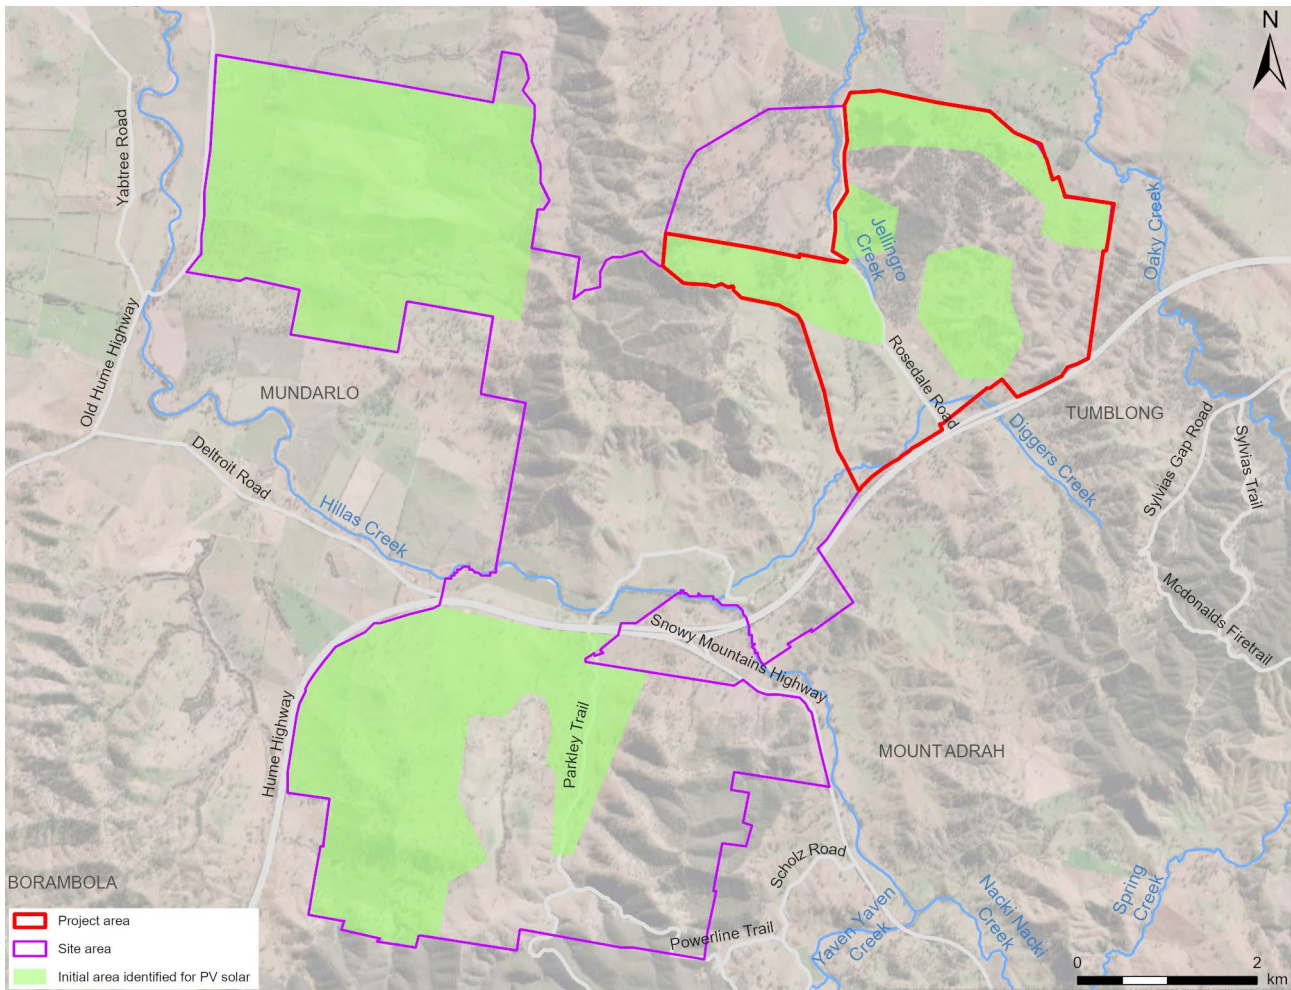 N
Yabtree Road
Oaky Creek
Jellingro
Creek
Old Hume Highway
Rosedale Road
MUNDARLO
TUMBLONG
Sylvias Gap Road
Sylvias Trail
Diggers Creek
Deltroit Road
Hillas Creek
Mcdonalds Firetrail
Snowy Mountains Highway
Hume Highway
Parkley Trail
MOUNT ADRAH
Scholz Road
BORAMBOLA
Spring
Creek
Nacki Nacki
Creek
Yaven Yaven
Creek
Powerline Trail
Project area
Site area
Initial area identified for PV solar
0 2
km